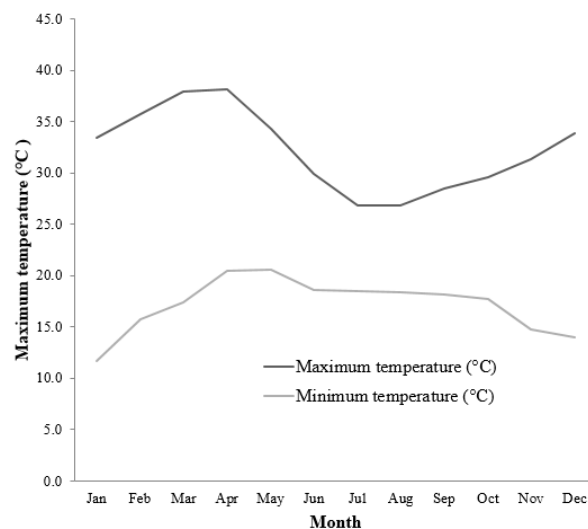 45.0
40.0
35.0
30.0
25.0
20.0
15.0
10.0
5.0
0.0
Maximum temperature (°C )
Maximum temperature (°C)
Minimum temperature (°C)
Jan Feb Mar Apr May Jun Jul Aug Sep Oct Nov Dec
Month